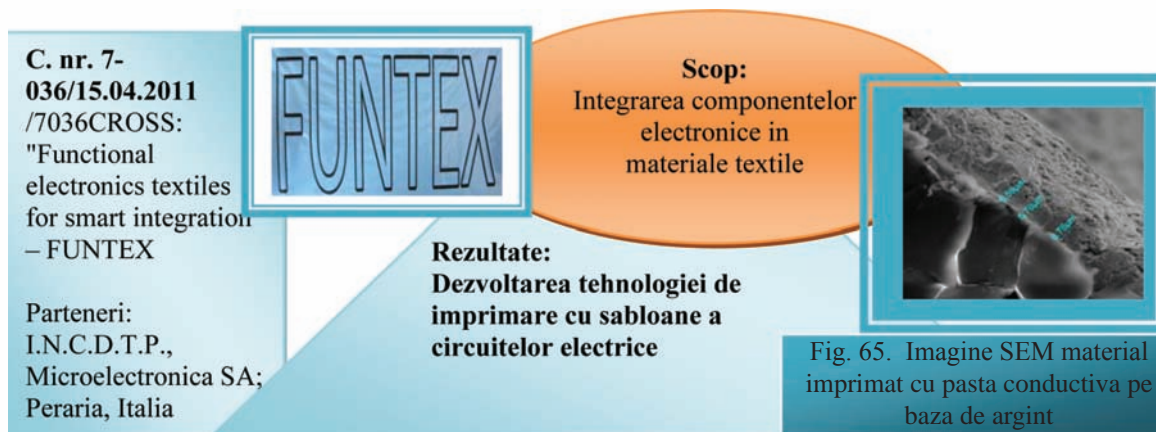 C. nr. 7-
036/15.04.2011
/7036CROSS:
"Functional
electronics textiles
for smart integration
– FUNTEX
Parteneri:
I.N.C.D.T.P.,
Microelectronica SA;
Peraria, Italia
FUNTEX
Scop:
Integrarea componentelor
electronice in
materiale textile
Rezultate:
Dezvoltarea tehnologiei de
imprimare cu sabloane a
circuitelor electrice
Fig. 65. Imagine SEM material
imprimat cu pasta conductiva pe
baza de argint